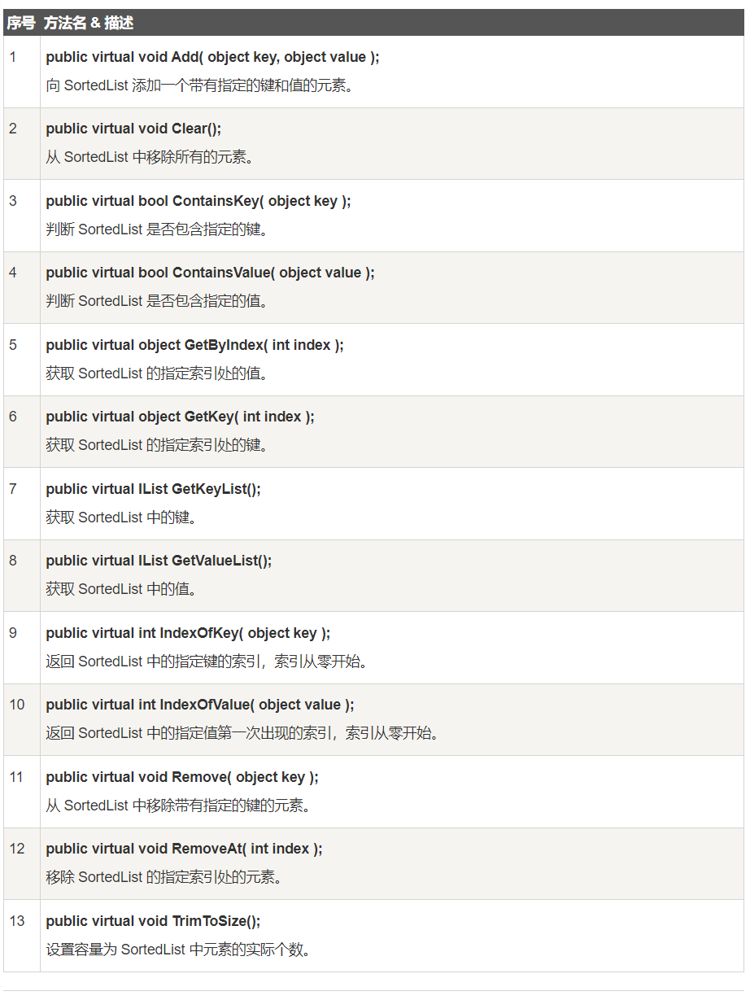 序号 方法名 & 描述
1 public virtual void Add( object key, object value );
向 SortedList 添加一个带有指定的键和值的元素。
2 public virtual void Clear();
从 SortedList 中移除所有的元素。
3 public virtual bool ContainsKey( object key );
判断 SortedList 是否包含指定的键。
4 public virtual bool ContainsValue( object value );
判断 SortedList 是否包含指定的值。
5 public virtual object GetByIndex( int index );
获取 SortedList 的指定索引处的值。
6 public virtual object GetKey( int index );
获取 SortedList 的指定索引处的键。
7 public virtual IList GetKeyList();
获取 SortedList 中的键。
8 public virtual IList GetValueList();
获取 SortedList 中的值。
9 public virtual int IndexOfKey( object key );
返回 SortedList 中的指定键的索引，索引从零开始。
10 public virtual int IndexOfValue( object value );
返回 SortedList 中的指定值第一次出现的索引，索引从零开始。
11 public virtual void Remove( object key );
从 SortedList 中移除带有指定的键的元素。
12 public virtual void RemoveAt( int index );
移除 SortedList 的指定索引处的元素。
13 public virtual void TrimToSize();
设置容量为 SortedList 中元素的实际个数。